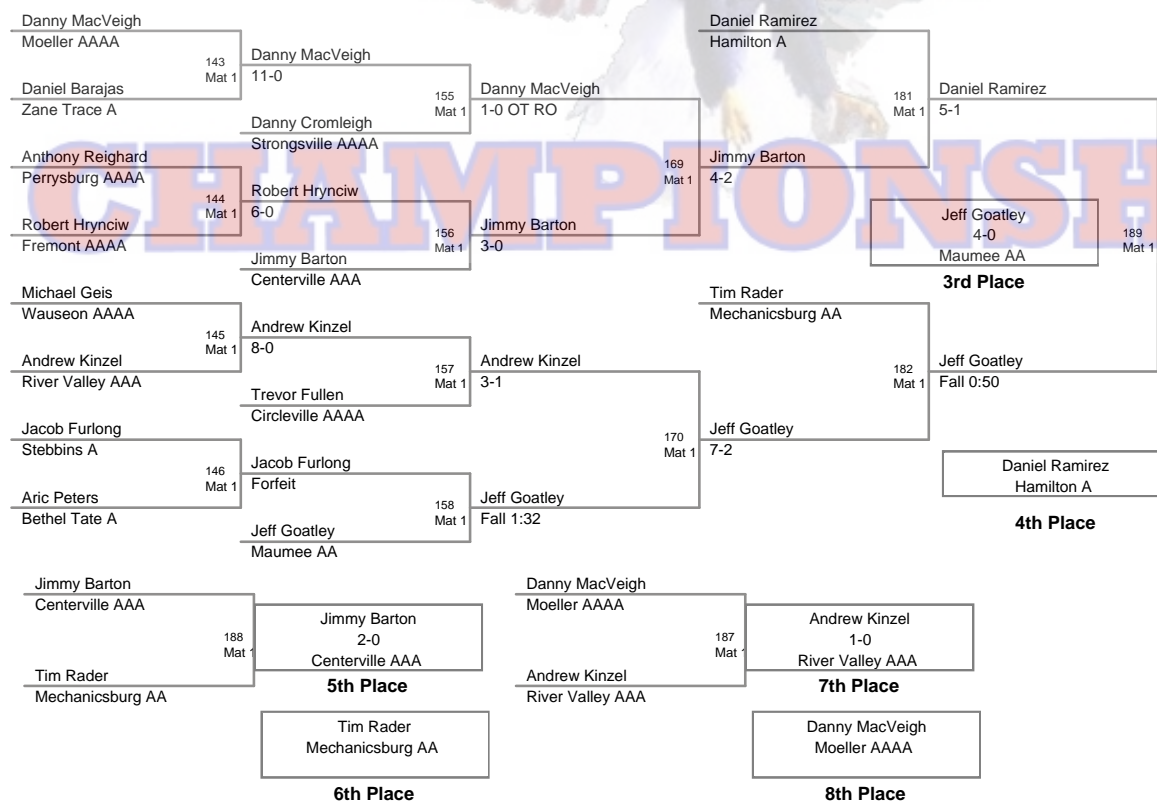 Danny MacVeigh
Moeller AAAA
143
Mat 1
Daniel Barajas
Zane Trace A
Danny MacVeigh
11-0
155
Mat 1
Danny Cromleigh
Strongsville AAAA
Danny MacVeigh
1-0 OT RO
Anthony Reighard
Perrysburg AAAA
144
Mat 1
Robert Hrynciw
Fremont AAAA
Robert Hrynciw
6-0
156
Mat 1
Jimmy Barton
Centerville AAA
Jimmy Barton
3-0
169
Mat 1
Jimmy Barton
4-2
Daniel Ramirez
Hamilton A
181
Mat 1
Daniel Ramirez
5-1
CHAMPIONSH
Jeff Goatley
4-0
Maumee AA
3rd Place
189
Mat 1
Michael Geis
Wauseon AAAA
145
Mat 1
Andrew Kinzel
River Valley AAA
Andrew Kinzel
8-0
157
Mat 1
Trevor Fullen
Circleville AAAA
Andrew Kinzel
3-1
Jacob Furlong
Stebbins A
146
Mat 1
Aric Peters
Bethel Tate A
Jacob Furlong
Forfeit
158
Mat 1
Jeff Goatley
Maumee AA
Jeff Goatley
Fall 1:32
170
Mat 1
Jeff Goatley
7-2
Tim Rader
Mechanicsburg AA
182
Mat 1
Jeff Goatley
Fall 0:50
Daniel Ramirez
Hamilton A
4th Place
Jimmy Barton
Centerville AAA
188
Mat 1
Tim Rader
Mechanicsburg AA
Jimmy Barton
2-0
Centerville AAA
5th Place
Tim Rader
Mechanicsburg AA
6th Place
Danny MacVeigh
Moeller AAAA
187
Mat 1
Andrew Kinzel
River Valley AAA
Andrew Kinzel
1-0
River Valley AAA
7th Place
Danny MacVeigh
Moeller AAAA
8th Place